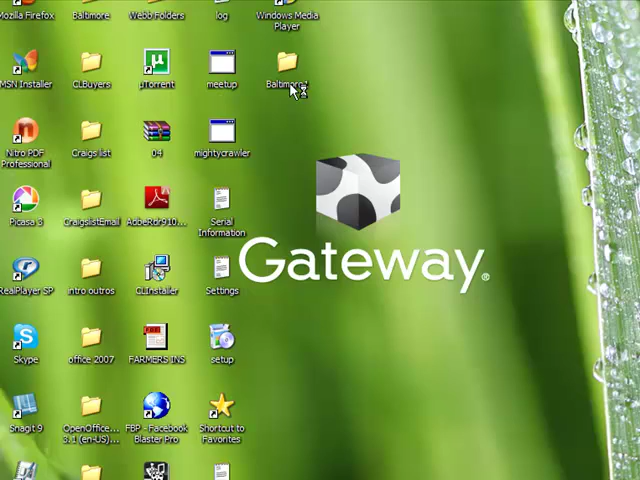 Mozilla Firefox
Baltimore
Webb Folders
log
Windows Media
Player
MSN Installer
CLBuyers
µTorrent
meetup
Nitro PDF
Professional
Craigs list
04
mightycrawler
Picasa 3
CraigslistEmail
AdbeRdr910...
Serial
Information
RealPlayer SP
intro outros
CLInstaller
Settings
Gateway
Skype
office 2007
FARMERS INS
setup
Snagit 9
OpenOffice....
3.1 (en-US)...
FBP - Facebook
Blaster Pro
Shortcut to
Favorites